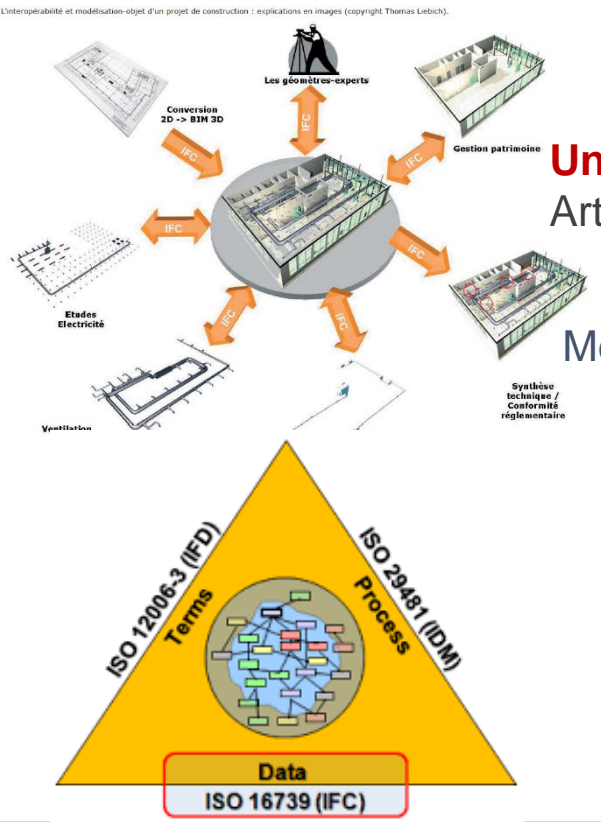 L'interopérabilité et modélisation-objet d'un projet de construction : explications en images (copyright Thomas Liebich).
Les géomètres-experts
Conversion
2D -> BIM 3D
IFC
IFC
IFC
Gestion patrimoine
Un
Art
IFC
IFC
Etudes
Electricité
IFC
IFC
Mo
Synthèse
technique /
Conformité
réglementaire
Ventilation
ISO 12006-3 (IFD)
Terms
ISO 29481 (IDM)
Process
Data
ISO 16739 (IFC)